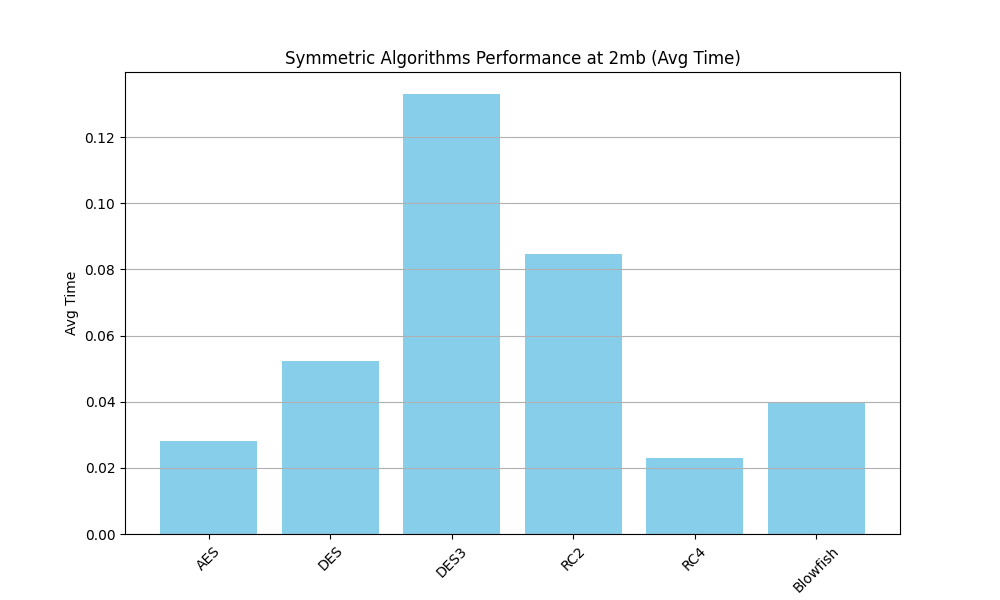 Symmetric Algorithms Performance at 2mb (Avg Time)
Avg Time
0.12
0.10
0.08
0.06
0.04
0.02
0.00
AES
DES
DES3
RC2
RC4
Blowfish